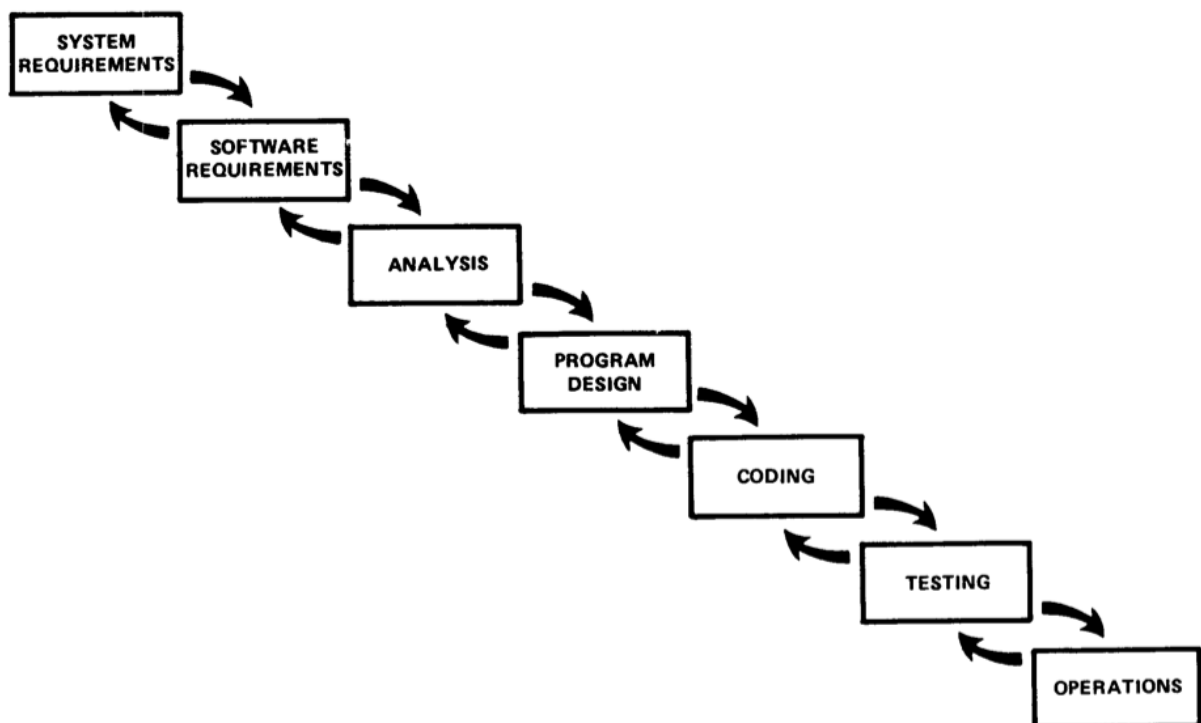 SYSTEM
REQUIREMENTS
SOFTWARE
REQUIREMENTS
ANALYSIS
PROGRAM
DESIGN
CODING
TESTING
OPERATIONS